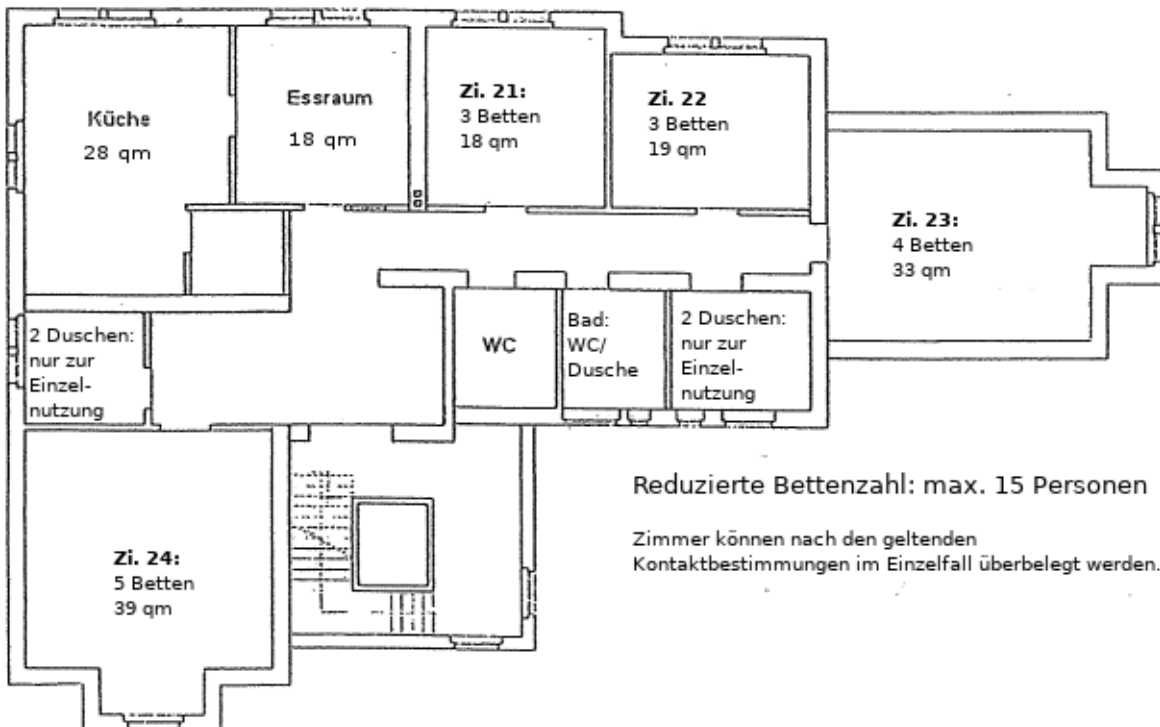 Küche
28 qm
Essraum
18 qm
Zi. 21:
3 Betten
18 qm
Zi. 22
3 Betten
19 qm
Zi. 23:
4 Betten
33 qm
2 Duschen:
nur zur
Einzel-
nutzung
WC
Bad:
WC/
Dusche
2 Duschen:
nur zur
Einzel-
nutzung
Zi. 24:
5 Betten
39 qm
Reduzierte Bettenzahl: max. 15 Personen
Zimmer können nach den geltenden
Kontaktbestimmungen im Einzelfall überbelegt werden.